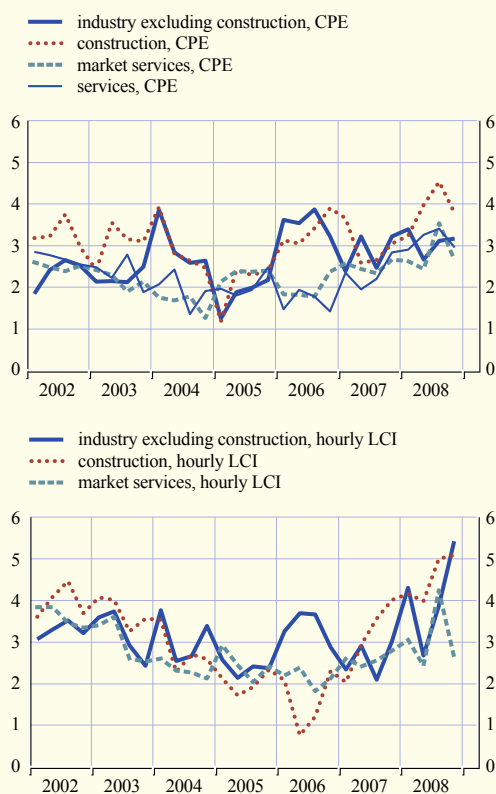 industry excluding construction, CPE
construction, CPE
market services, CPE
services, CPE
6 6
5 5
4 4
3 3
2 2
1 1
0 0
2002 2003 2004 2005 2006 2007 2008
industry excluding construction, hourly LCI
construction, hourly LCI
market services, hourly LCI
6 6
5 5
4 4
3 3
2 2
1 1
0 0
2002 2003 2004 2005 2006 2007 2008